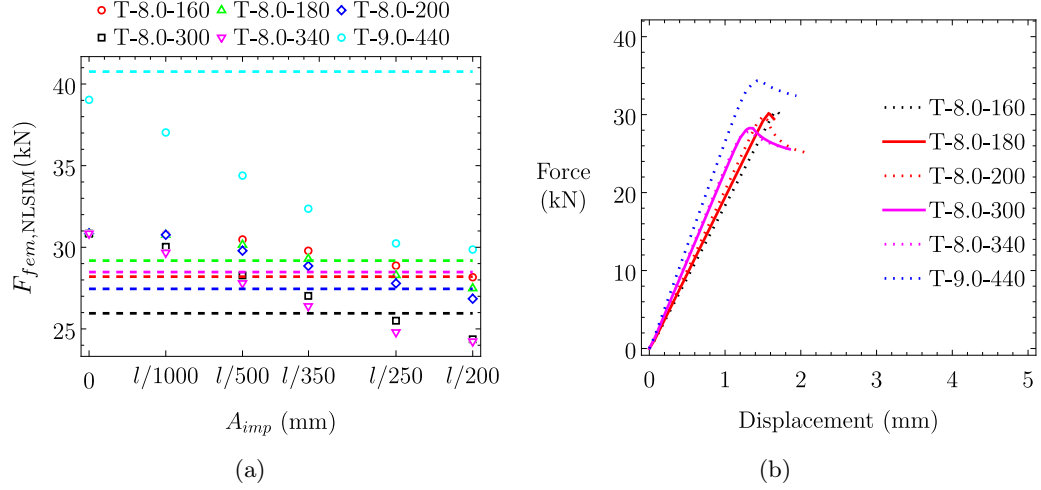 T-8.0-160 T-8.0-180 T-8.0-200
T-8.0-300 T-8.0-340 T-9.0-440
40
35
30
25
F_{fem,NLSIM}(kN)
0 l/1000 l/500 l/350 l/250 l/200
A_{imp} (mm)
(a)
40
30
20
10
0
Force
(kN)
T-8.0-160
T-8.0-180
T-8.0-200
T-8.0-300
T-8.0-340
T-9.0-440
0 1 2 3 4 5
Displacement (mm)
(b)